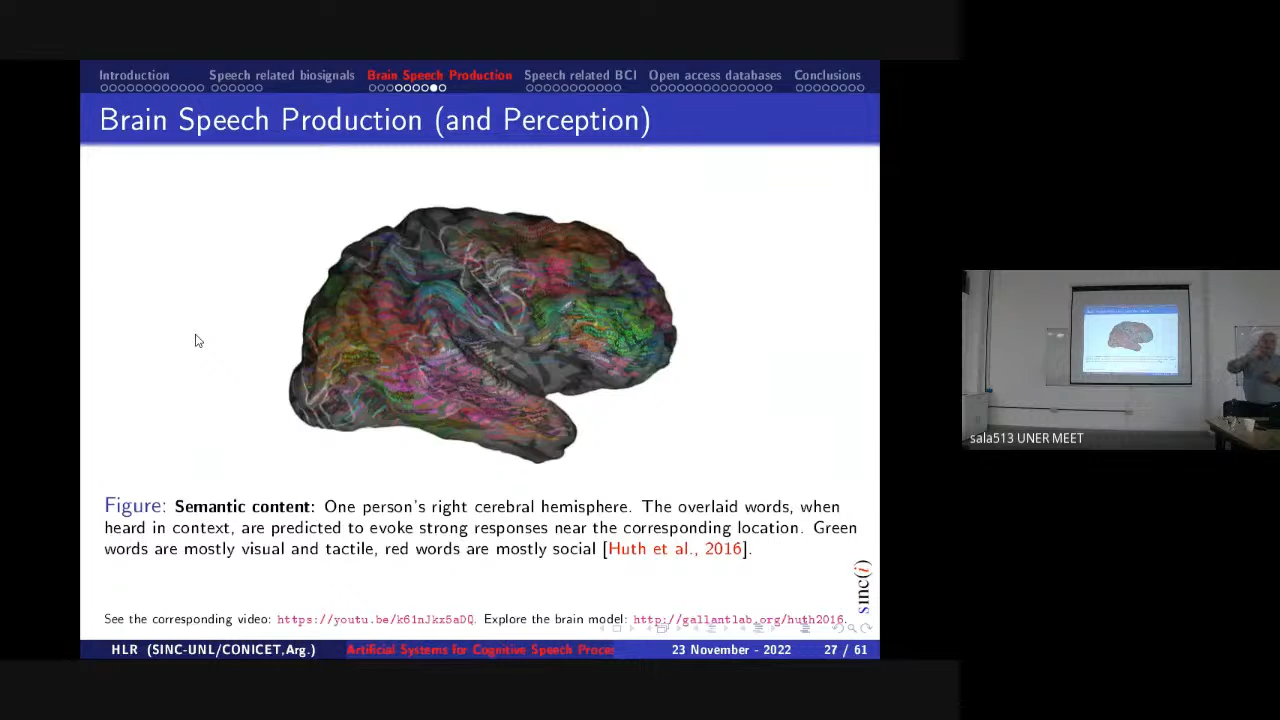 Introduction Speech related biosignals Brain Speech Production Speech related BCI Open access databases Conclusions
Brain Speech Production (and Perception)
Figure: Semantic content: One person's right cerebral hemisphere. The overlaid words, when
heard in context, are predicted to evoke strong responses near the corresponding location. Green
words are mostly visual and tactile, red words are mostly social [Huth et al., 2016].
sinc(i)
See the corresponding video: https://youtu.be/k61nJkx5aDQ. Explore the brain model: http://gallantlab.org/huth2016.
HLR (SINC-UNL/CONICET,Arg.) Artificial Systems for Cognitive Speech Proces 23 November - 2022 27 / 61
sala513 UNER MEET